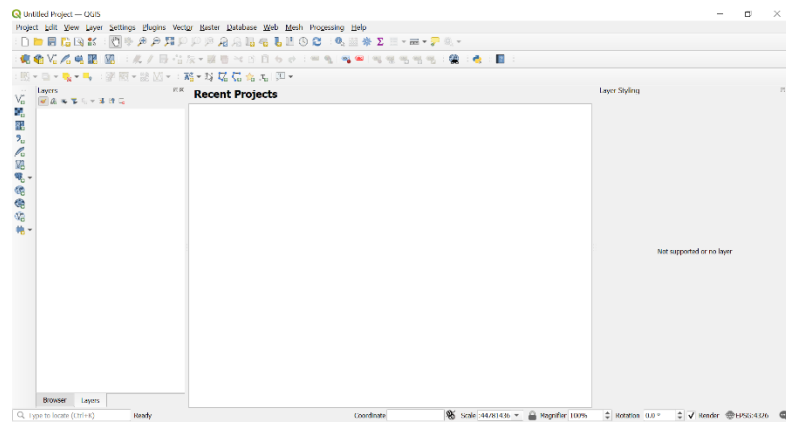 Untitled Project — QGIS
Project Edit View Layer Settings Plugins Vector Raster Database Web Mesh Processing Help
Layers
Recent Projects
Layer Styling
Not supported or no layer
Browser Layers
Type to locate (Ctrl+K) Ready Coordinate Scale :44781436 Magnifier 100% Rotation 0.0 ° Render EPSG:4326